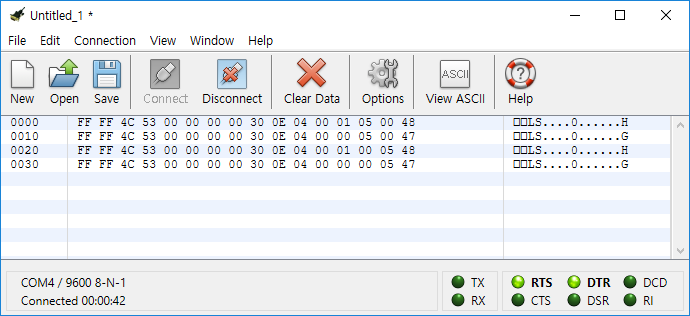 Untitled_1 *
File Edit Connection View Window Help
New Open Save Connect Disconnect Clear Data Options ASCII View ASCII Help
0000 FF FF 4C 53 00 00 00 00 30 0E 04 00 01 05 00 48 □□LS....0......H
0010 FF FF 4C 53 00 00 00 00 30 0E 04 00 00 05 00 47 □□LS....0......G
0020 FF FF 4C 53 00 00 00 00 30 0E 04 00 01 00 05 48 □□LS....0......H
0030 FF FF 4C 53 00 00 00 00 30 0E 04 00 00 00 05 47 □□LS....0......G
COM4 / 9600 8-N-1 TX RTS DTR DCD
Connected 00:00:42 RX CTS DSR RI